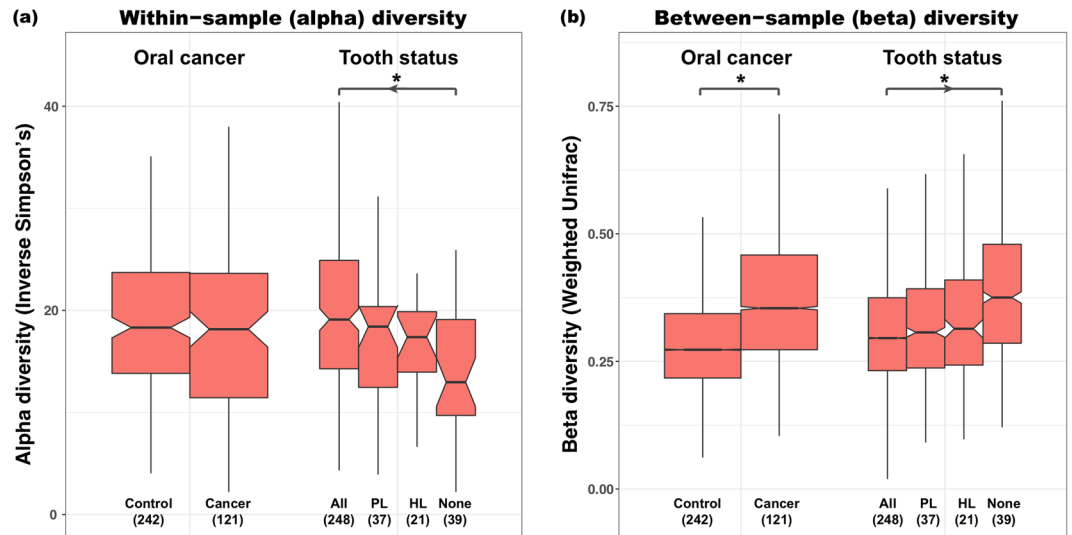 (a)
Within−sample (alpha) diversity
Oral cancer
Tooth status
*
Alpha diversity (Inverse Simpson's)
40
20
0
Control
(242)
Cancer
(121)
All
(248)
PL
(37)
HL
(21)
None
(39)
(b)
Between−sample (beta) diversity
Oral cancer
Tooth status
*
*
Beta diversity (Weighted Unifrac)
0.75
0.50
0.25
0.00
Control
(242)
Cancer
(121)
All
(248)
PL
(37)
HL
(21)
None
(39)